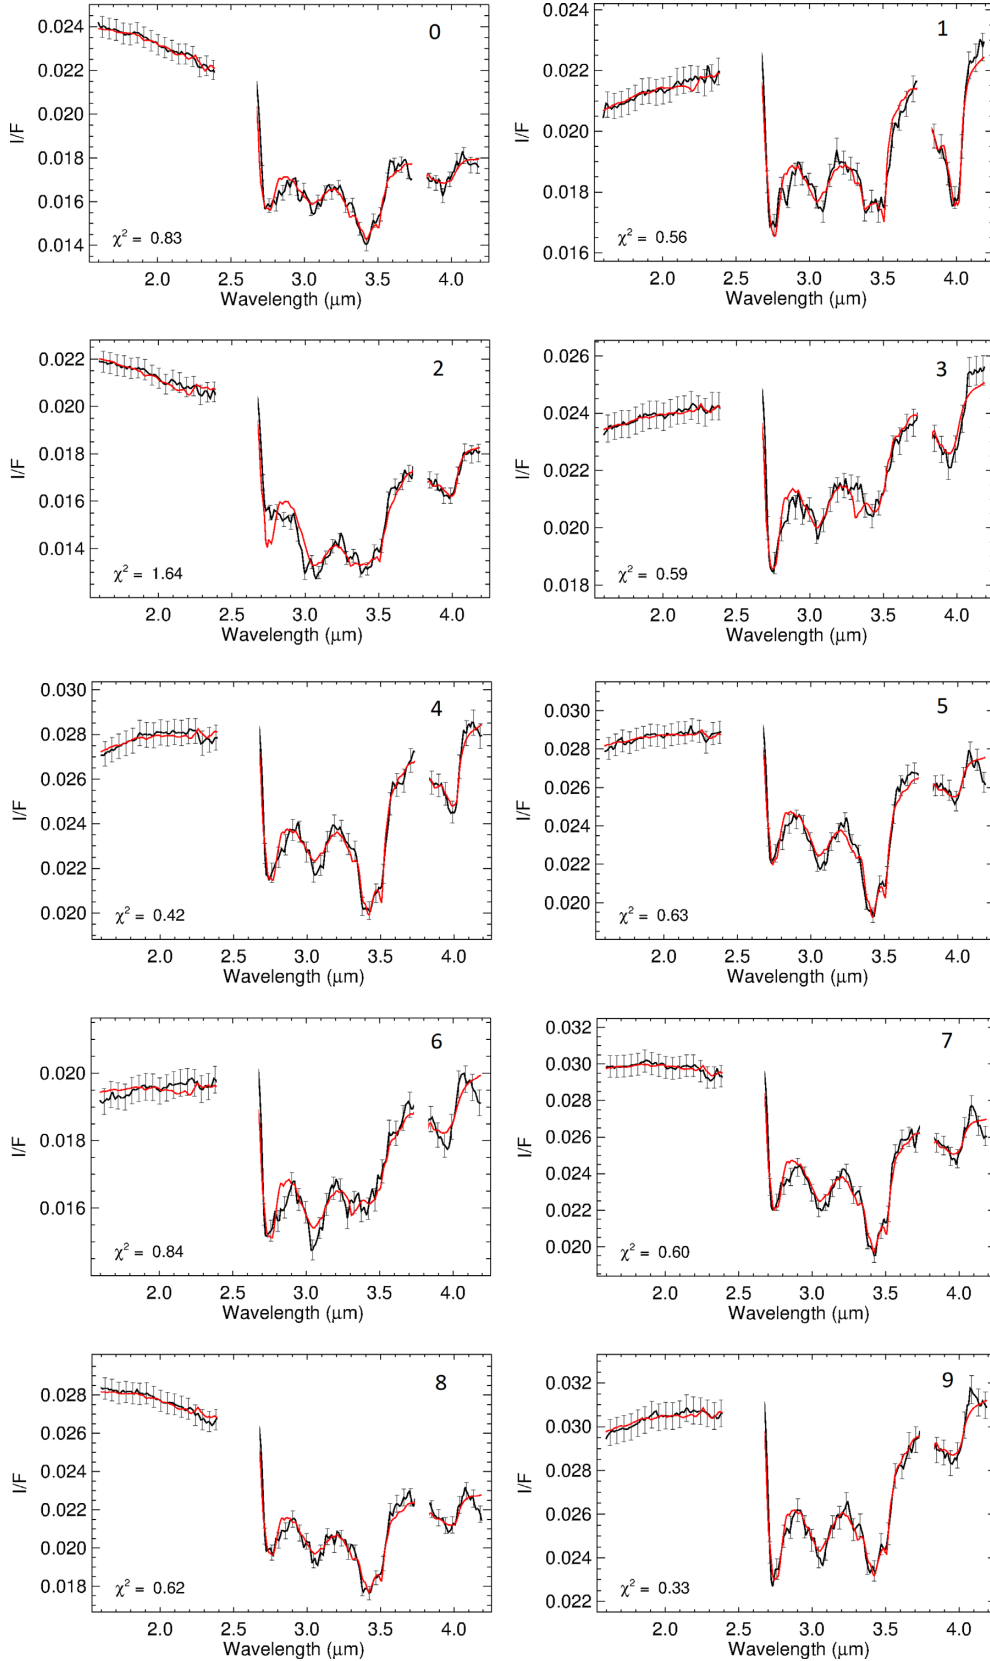 0
0.024
0.022
0.020
0.018
0.016
0.014
I/F
χ² = 0.83
2.0 2.5 3.0 3.5 4.0
Wavelength (μm)
1
0.022
0.020
0.018
0.016
I/F
χ² = 0.56
2.0 2.5 3.0 3.5 4.0
Wavelength (μm)
2
0.022
0.020
0.018
0.016
0.014
I/F
χ² = 1.64
2.0 2.5 3.0 3.5 4.0
Wavelength (μm)
3
0.026
0.024
0.022
0.020
0.018
I/F
χ² = 0.59
2.0 2.5 3.0 3.5 4.0
Wavelength (μm)
4
0.030
0.028
0.026
0.024
0.022
0.020
I/F
χ² = 0.42
2.0 2.5 3.0 3.5 4.0
Wavelength (μm)
5
0.030
0.028
0.026
0.024
0.022
0.020
I/F
χ² = 0.63
2.0 2.5 3.0 3.5 4.0
Wavelength (μm)
6
0.020
0.018
0.016
I/F
χ² = 0.84
2.0 2.5 3.0 3.5 4.0
Wavelength (μm)
7
0.032
0.030
0.028
0.026
0.024
0.022
0.020
I/F
χ² = 0.60
2.0 2.5 3.0 3.5 4.0
Wavelength (μm)
8
0.028
0.026
0.024
0.022
0.020
0.018
I/F
χ² = 0.62
2.0 2.5 3.0 3.5 4.0
Wavelength (μm)
9
0.032
0.030
0.028
0.026
0.024
0.022
I/F
χ² = 0.33
2.0 2.5 3.0 3.5 4.0
Wavelength (μm)